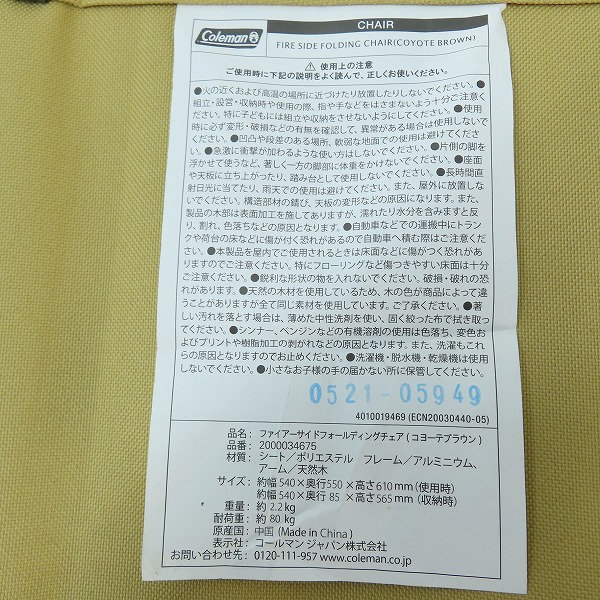 Coleman
CHAIR
FIRE SIDE FOLDING CHAIR(COYOTE BROWN)
⚠ 使用上の注意
ご使用時に下記の説明をよく読んで、正しくお使いください。
●火の近くおよび高温の場所に近づけたり放置したりしないでください。●
組立・設営・収納時や使用の際、指や手などをはさまないよう十分ご注意く
ださい。特に子どもには組立や収納をさせないようにしてください。●使用
時に必ず変形・破損などの有無を確認して、異常がある場合は使用しないで
ください。●凹凸や段差のある場所、軟弱な地面での使用は避けてくださ
い。●急激に衝撃が加わるような使い方はしないでください。●片側の脚を
浮かせて使うなど、著しく一方の脚部に体重をかけないでください。●座面
や天板に立ち上がったり、踏み台として使用しないでください。●長時間直
射日光に当てたり、雨天での使用は避けてください。また、屋外に放置しな
いでください。構造部材の錆び、天板の変形などの原因になります。また、
製品の木部は表面加工を施してありますが、濡れたり水分を含みますと反
り、割れ、色落ちなどの原因となります。●自動車などでの運搬中にトラン
クや荷台の床などに傷が付く恐れがあるので自動車へ積む際はご注意くだ
さい。●本製品を屋内でご使用されるときは床面などに傷がつく恐れがあ
りますのでご注意ください。特にフローリングなど傷つきやすい床面は十分
ご注意ください。●鋭利な形状の物を入れないでください。破損・破れの恐
れがあります。●天然の木材を使用しているため、木の色が商品によって違
うことがありますが全て同じ素材を使用しています。ご了承ください。●著
しい汚れを落とす場合は、薄めた中性洗剤を使い、固く絞った布で拭き取っ
てください。●シンナー、ベンジンなどの有機溶剤の使用は色落ち、変色お
よびプリントや樹脂加工の剥がれなどの原因となります。また、洗濯もこれ
らの原因となりますのでお止めください。●洗濯機・脱水機・乾燥機は使用
しないでください。●小さなお子様の手の届かない所に保管してください。
0521-05949
4010019469 (ECN20030440-05)
品名: ファイアーサイドフォールディングチェア ( コヨーテブラウン )
品番: 2000034675
材質: シート／ポリエステル フレーム／アルミニウム、
アーム／天然木
サイズ: 約幅540×奥行550×高さ610mm(使用時)
約幅540×奥行 85 ×高さ565mm(収納時)
重量: 約 2.2kg
耐荷重: 約 80kg
原産国: 中国 (Made in China)
表示者: コールマン ジャパン株式会社
お問い合わせ先: 0120-111-957 www.coleman.co.jp